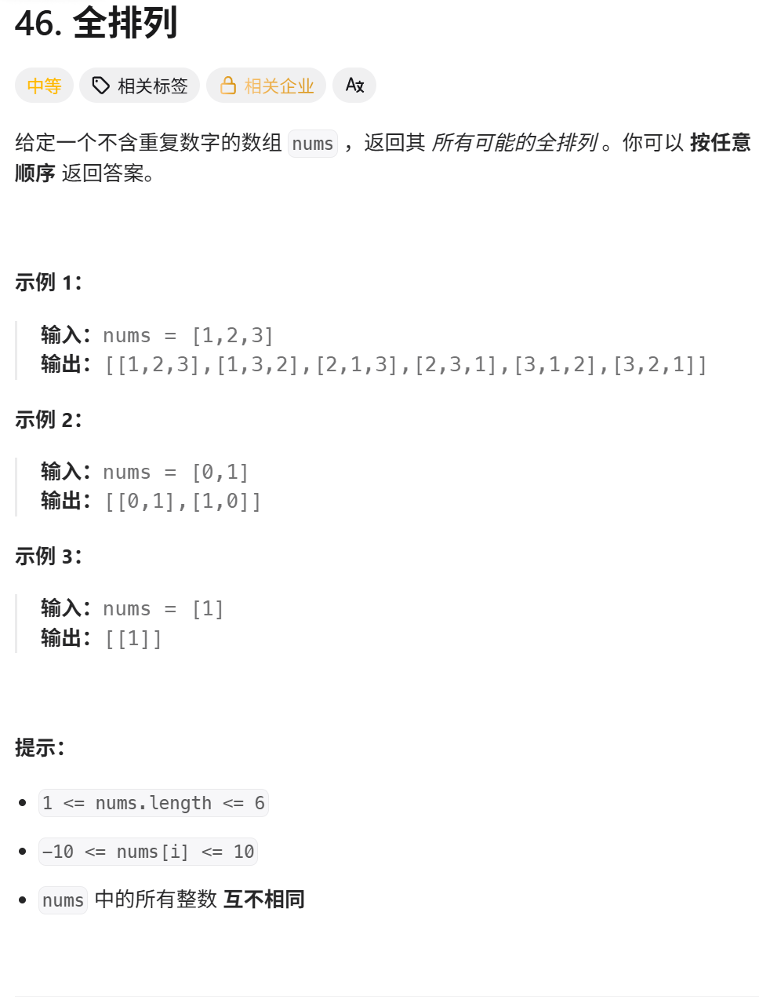 46. 全排列
中等 相关标签 相关企业 A文
给定一个不含重复数字的数组 nums ，返回其 所有可能的全排列 。你可以 按任意
顺序 返回答案。
示例 1：
输入：nums = [1,2,3]
输出：[[1,2,3],[1,3,2],[2,1,3],[2,3,1],[3,1,2],[3,2,1]]
示例 2：
输入：nums = [0,1]
输出：[[0,1],[1,0]]
示例 3：
输入：nums = [1]
输出：[[1]]
提示：
1 <= nums.length <= 6
-10 <= nums[i] <= 10
nums 中的所有整数 互不相同